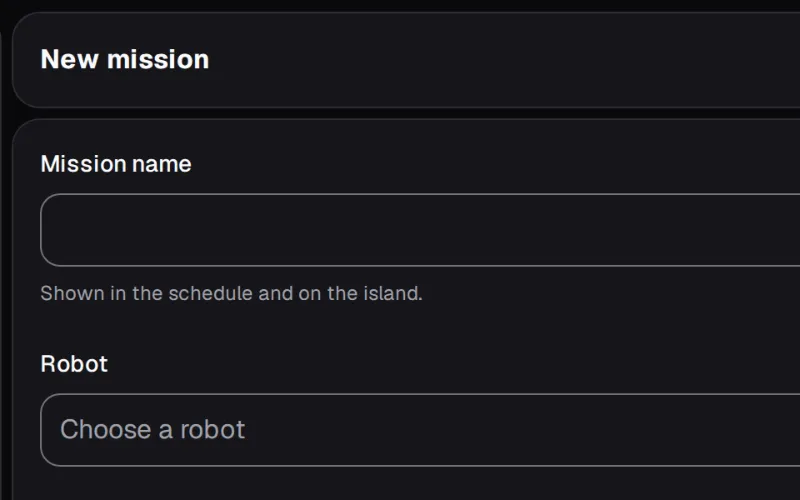 New mission
Mission name
Shown in the schedule and on the island.
Robot
Choose a robot